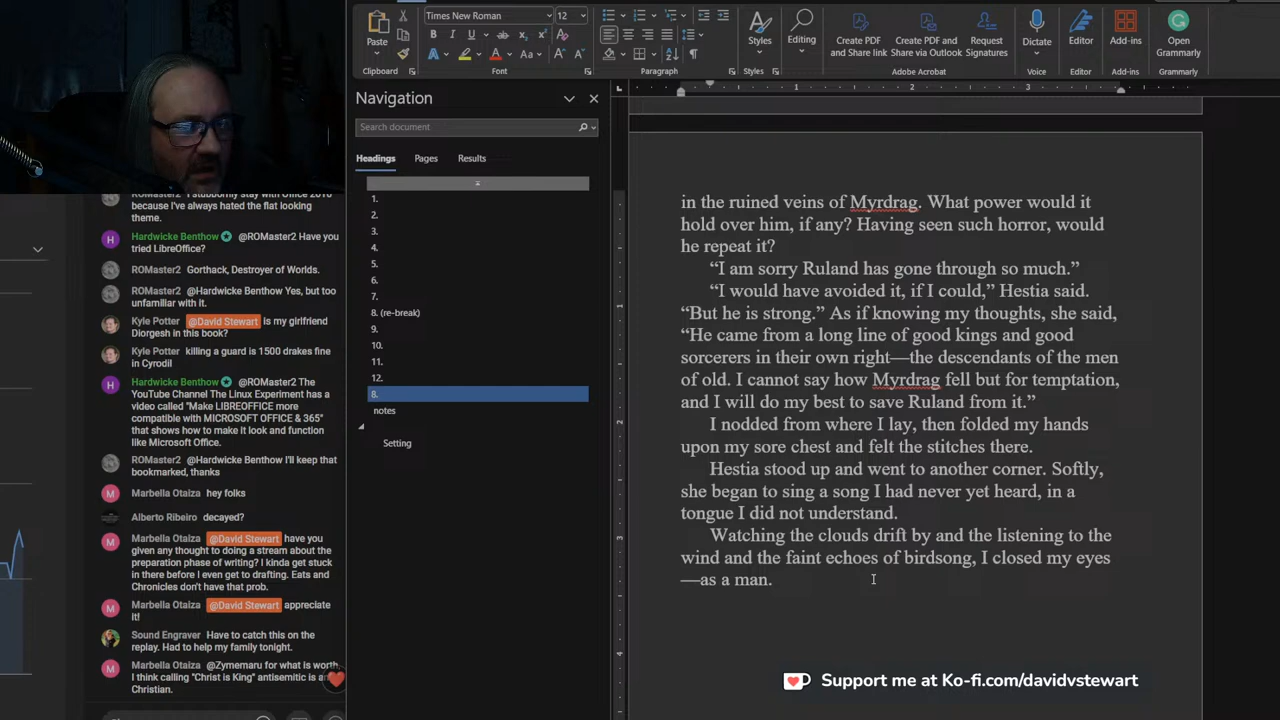 Times New Roman
12
Paste
Styles
Editing
Create PDF and Share link
Create PDF and Share via Outlook
Request Signatures
Dictate
Editor
Add-ins
Open Grammarly
Clipboard
Font
Paragraph
Styles
Adobe Acrobat
Voice
Editor
Add-ins
Grammarly
Navigation
Search document
Headings
Pages
Results
1.
2.
3.
4.
5.
6.
7.
8. (re-break)
9.
10.
11.
12.
8.
notes
Setting
because I've always hated the flat looking
theme.
Hardwicke Benthow @ROMaster2 Have you
tried LibreOffice?
ROMaster2 Gorthack, Destroyer of Worlds.
ROMaster2 @Hardwicke Benthow Yes, but too
unfamiliar with it.
Kyle Potter @David Stewart is my girlfriend
Diorgesh in this book?
Kyle Potter killing a guard is 1500 drakes fine
in Cyrodil
Hardwicke Benthow @ROMaster2 The
YouTube Channel The Linux Experiment has a
video called "Make LIBREOFFICE more
compatible with MICROSOFT OFFICE & 365"
that shows how to make it look and function
like Microsoft Office.
ROMaster2 @Hardwicke Benthow I'll keep that
bookmarked, thanks
Marbella Otaiza hey folks
Alberto Ribeiro decayed?
Marbella Otaiza @David Stewart have you
given any thought to doing a stream about the
preparation phase of writing? I kinda get stuck
in there before I even get to drafting. Eats and
Chronicles don't have that prob.
Marbella Otaiza @David Stewart appreciate
it!
Sound Engraver Have to catch this on the
replay. Had to help my family tonight.
Marbella Otaiza @Zymemaru for what is worth,
I think calling "Christ is King" antisemitic is anti
Christian.
1
2
3
in the ruined veins of Myrdrag. What power would it
hold over him, if any? Having seen such horror, would
he repeat it?
“I am sorry Ruland has gone through so much.”
“I would have avoided it, if I could,” Hestia said.
“But he is strong.” As if knowing my thoughts, she said,
“He came from a long line of good kings and good
sorcerers in their own right—the descendants of the men
of old. I cannot say how Myrdrag fell but for temptation,
and I will do my best to save Ruland from it.”
I nodded from where I lay, then folded my hands
upon my sore chest and felt the stitches there.
Hestia stood up and went to another corner. Softly,
she began to sing a song I had never yet heard, in a
tongue I did not understand.
Watching the clouds drift by and the listening to the
wind and the faint echoes of birdsong, I closed my eyes
—as a man.
Support me at Ko-fi.com/davidvstewart